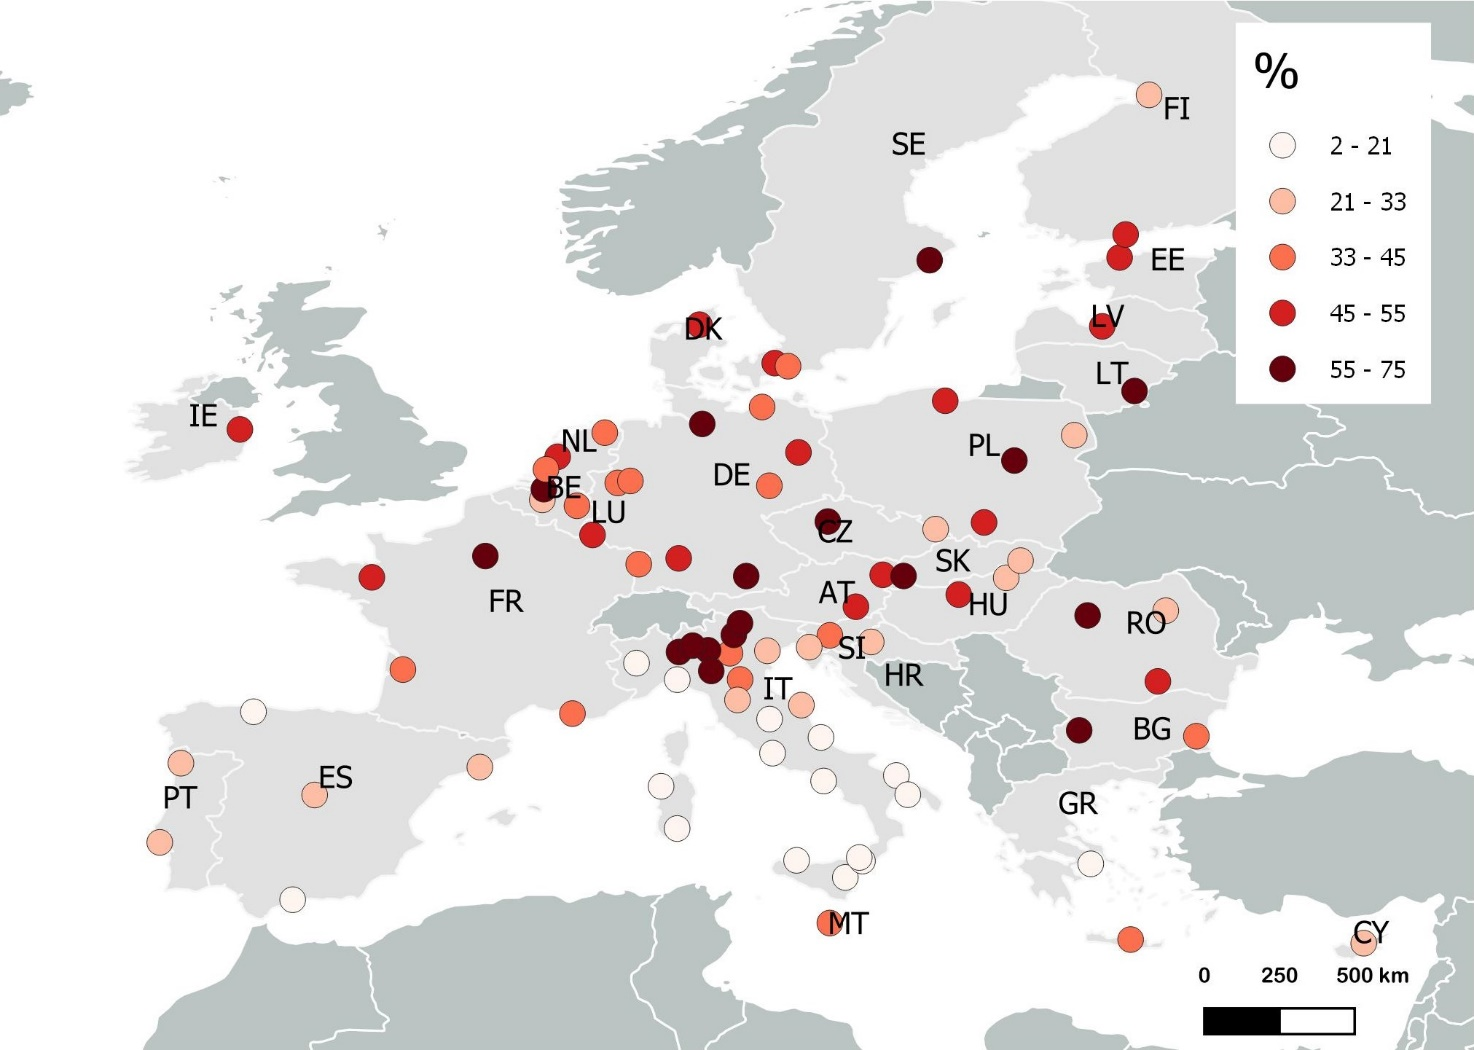 %
FI
SE
2 - 21
21 - 33
EE
33 - 45
LV
45 - 55
DK
LT
55 - 75
IE
NL
PL
DE
BE
LU
CZ
SK
AT
HU
FR
RO
SI
HR
IT
BG
ES
PT
GR
MT
CY
0 250 500 km